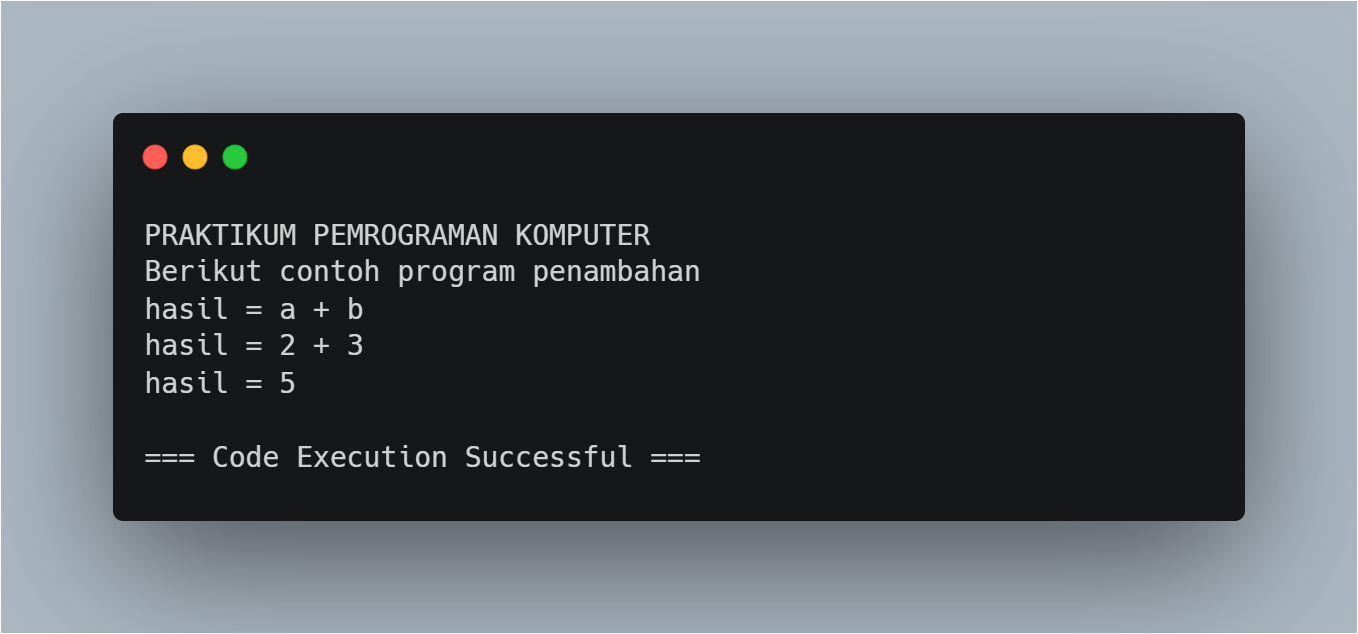 PRAKTIKUM PEMROGRAMAN KOMPUTER
Berikut contoh program penambahan
hasil = a + b
hasil = 2 + 3
hasil = 5
=== Code Execution Successful ===